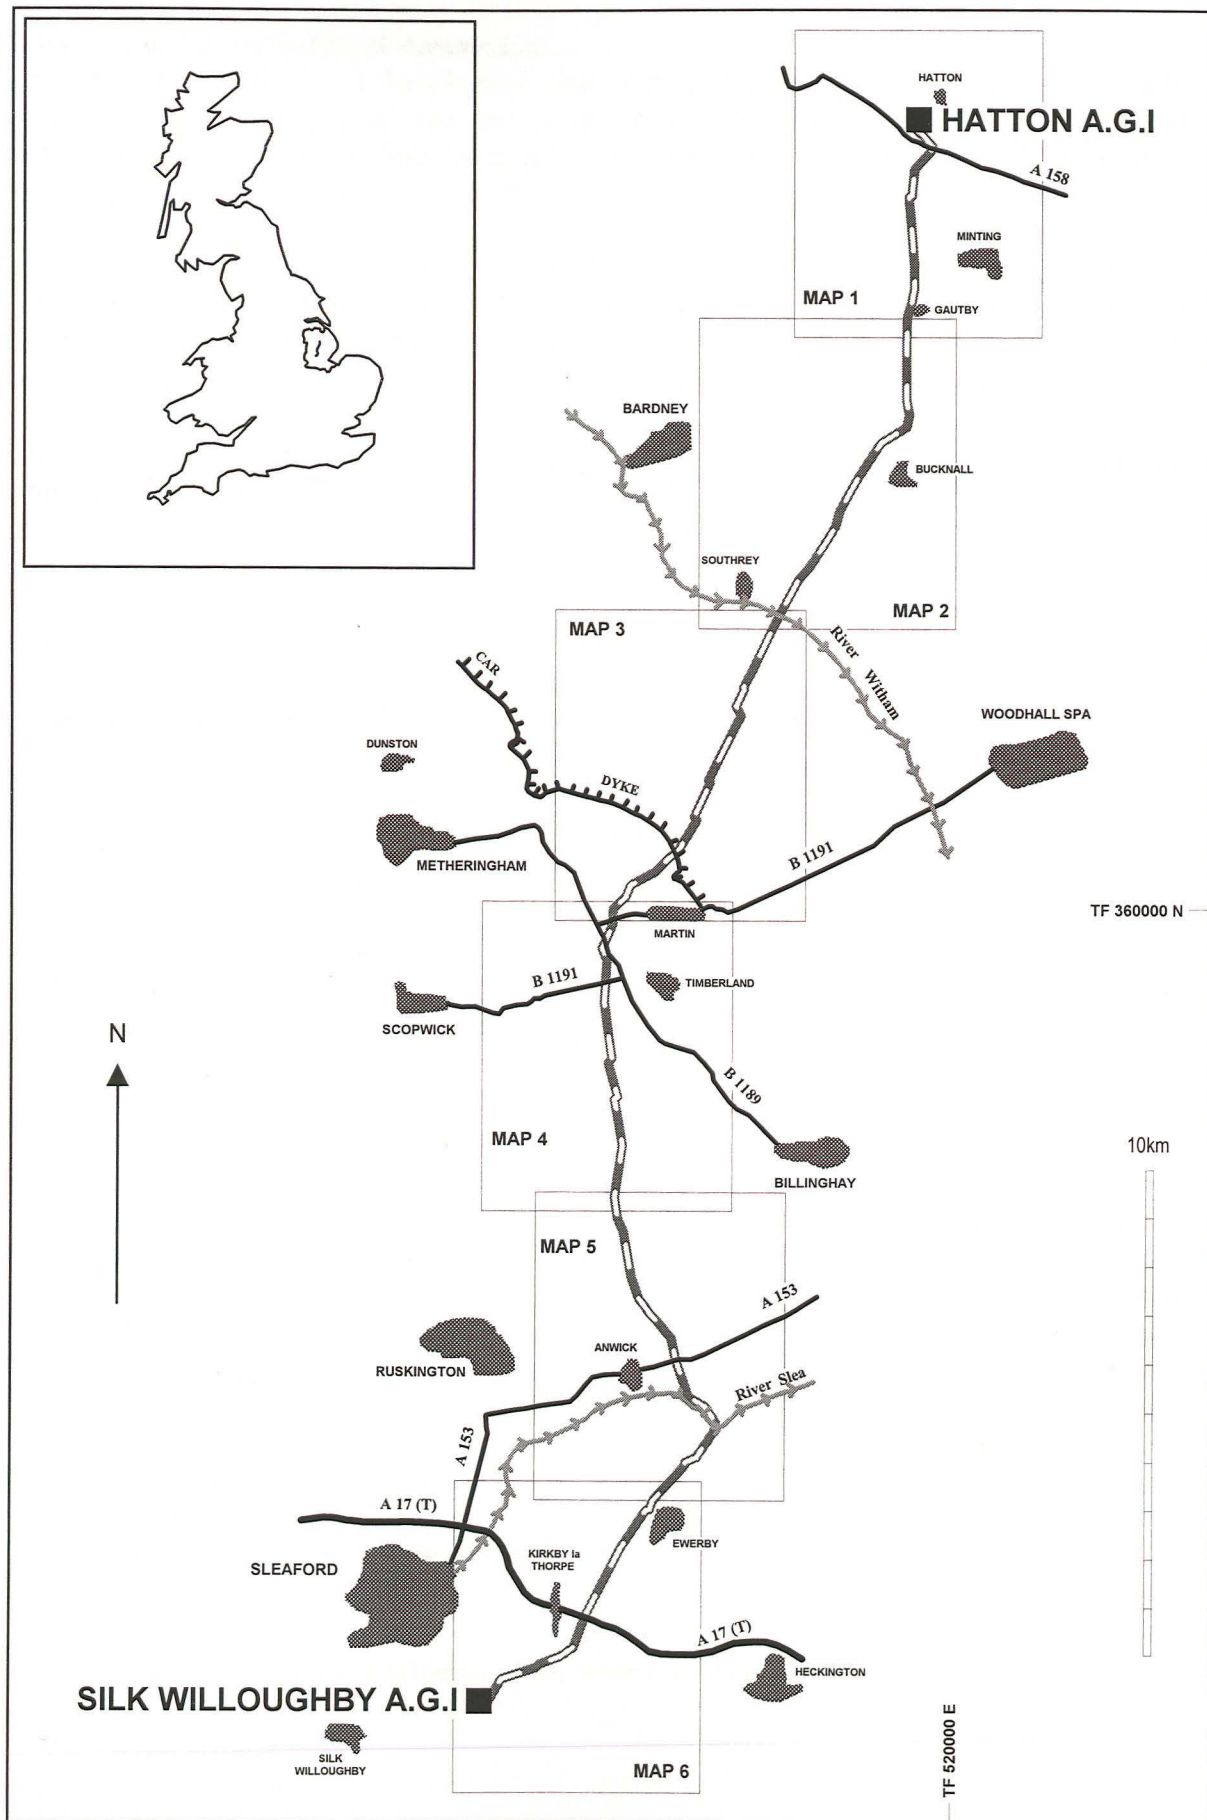 HATTON
HATTON A.G.I
A 158
MINTING
MAP 1
GAUTBY
BARDNEY
BUCKNALL
SOUTHREY
MAP 2
MAP 3
River Witham
CAR
DYKE
WOODHALL SPA
DUNSTON
METHERINGHAM
B 1191
TF 360000 N
MARTIN
TIMBERLAND
B 1191
SCOPWICK
N
B 1189
MAP 4
BILLINGHAY
10km
MAP 5
A 153
ANWICK
RUSKINGTON
River Slea
A 153
A 17 (T)
EWERBY
SLEAFORD
KIRKBY la
THORPE
A 17 (T)
HECKINGTON
SILK WILLOUGHBY A.G.I
SILK
WILLOUGHBY
MAP 6
TF 520000 E